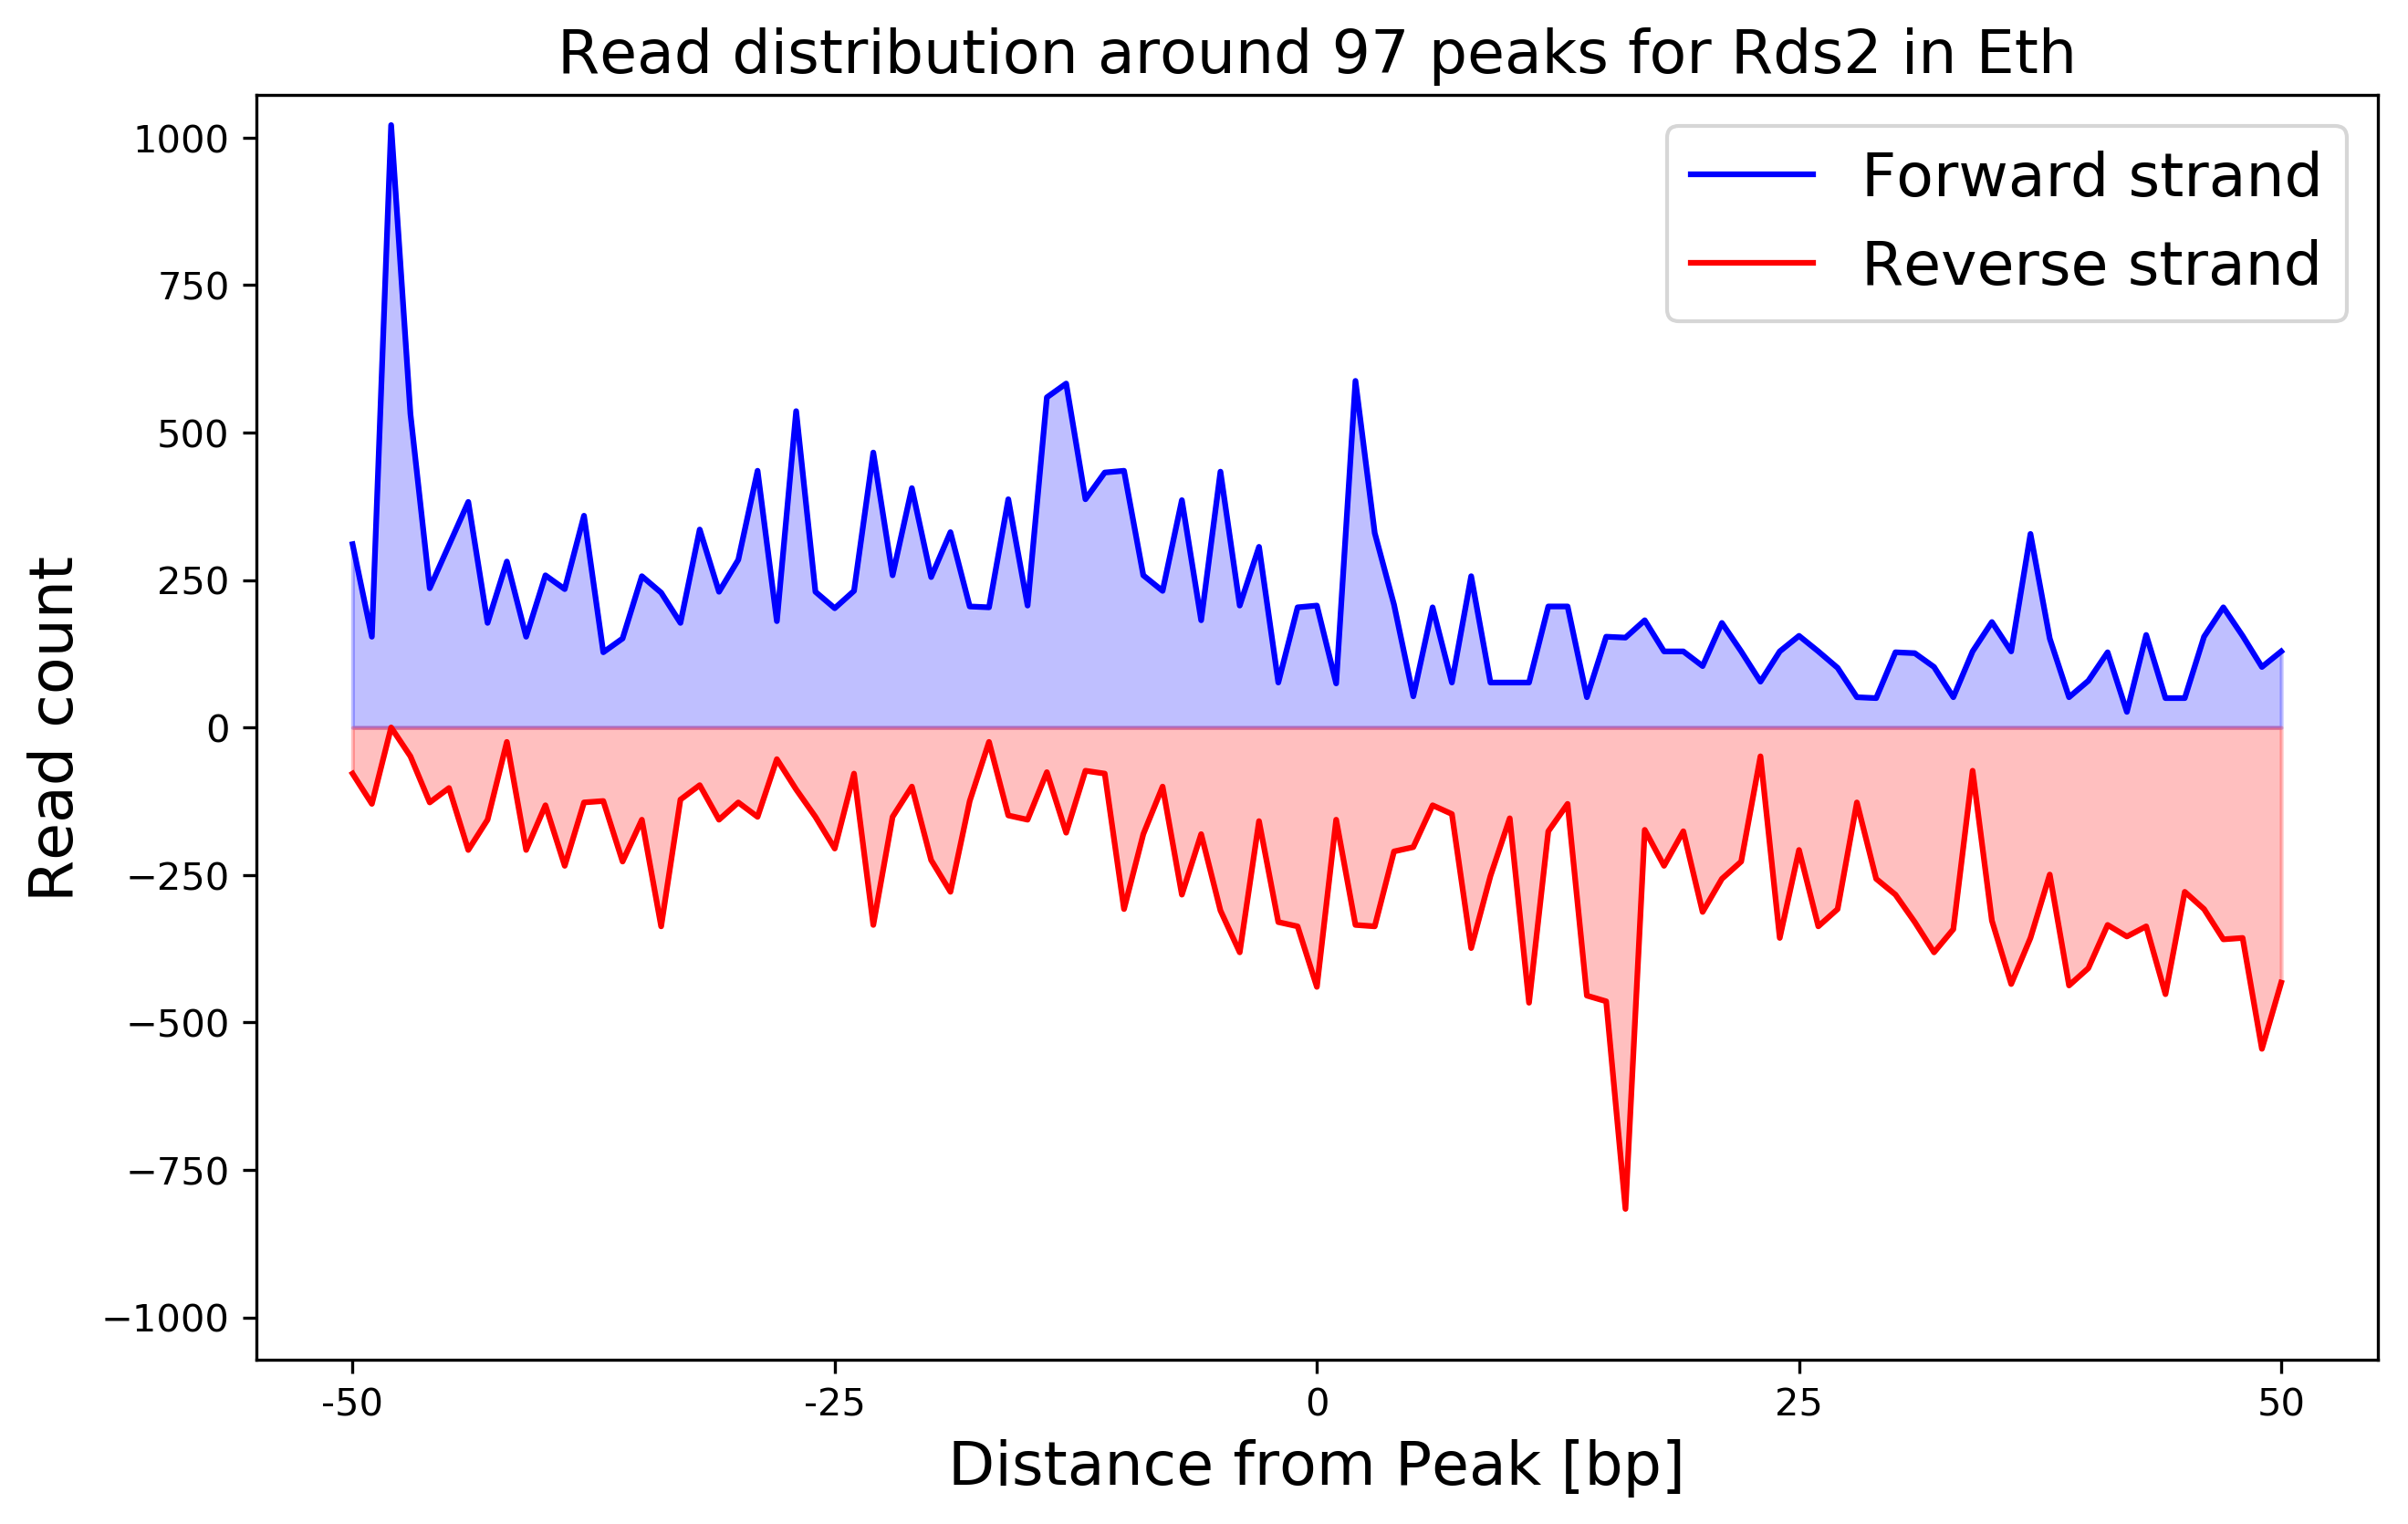 Read distribution around 97 peaks for Rds2 in Eth
Forward strand
Reverse strand
Read count
1000
750
500
250
0
−250
−500
−750
−1000
-50
-25
0
25
50
Distance from Peak [bp]